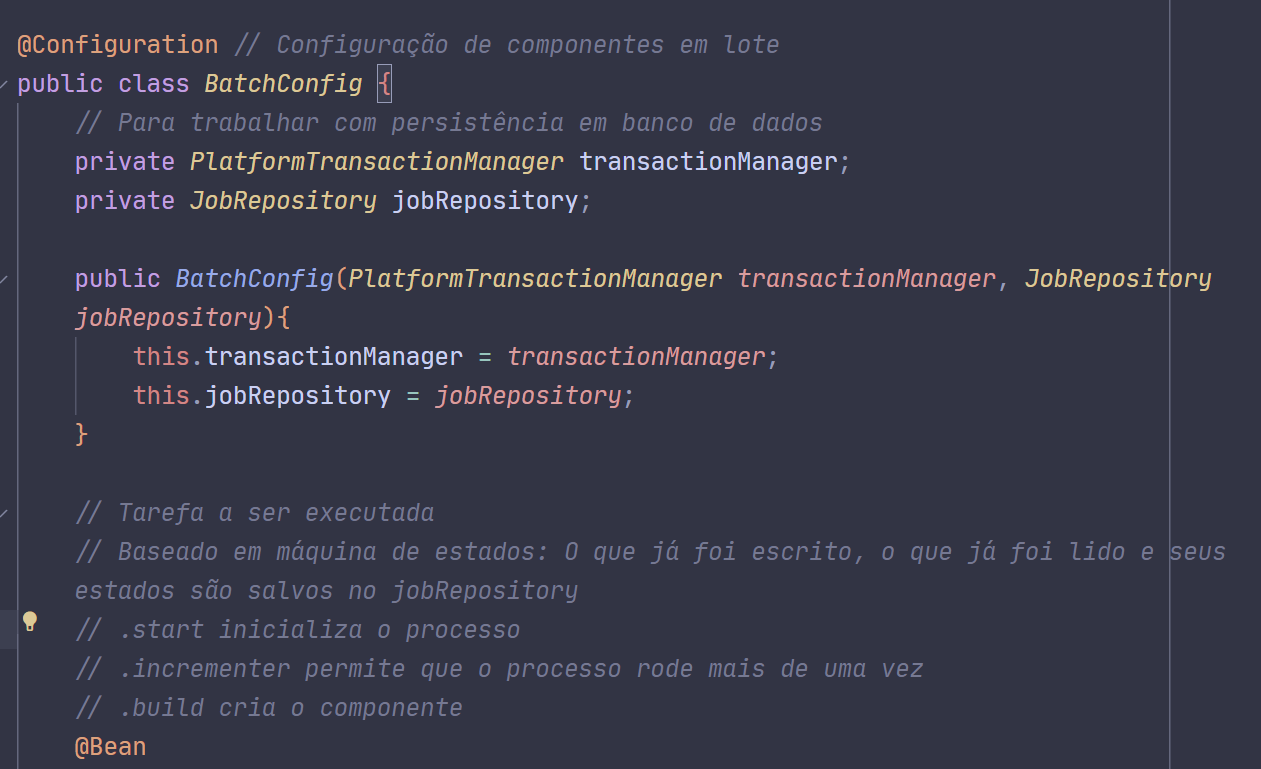 @Configuration // Configuração de componentes em lote
public class BatchConfig {
// Para trabalhar com persistência em banco de dados
private PlatformTransactionManager transactionManager;
private JobRepository jobRepository;
public BatchConfig(PlatformTransactionManager transactionManager, JobRepository
jobRepository){
this.transactionManager = transactionManager;
this.jobRepository = jobRepository;
}
// Tarefa a ser executada
// Baseado em máquina de estados: O que já foi escrito, o que já foi lido e seus
estados são salvos no jobRepository
// .start inicializa o processo
// .incrementer permite que o processo rode mais de uma vez
// .build cria o componente
@Bean